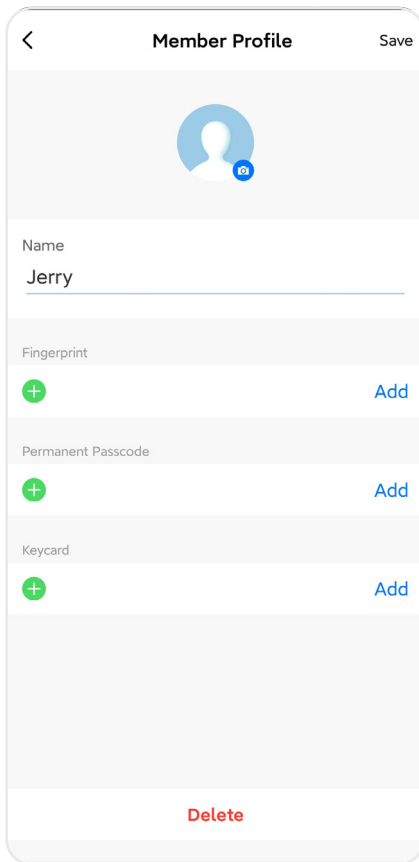 Member Profile
Save
Name
Jerry
Fingerprint
Add
Permanent Passcode
Add
Keycard
Add
Delete